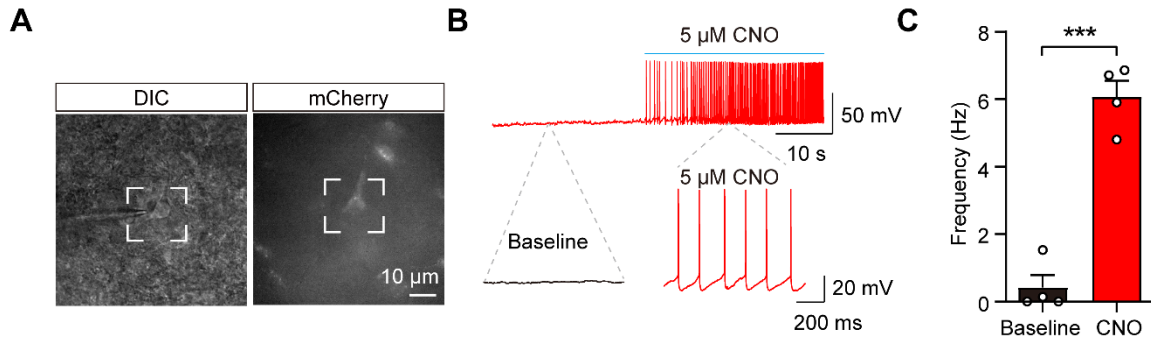 A
DIC
mCherry
10 µm
B
5 µM CNO
50 mV
10 s
5 µM CNO
Baseline
20 mV
200 ms
C
***
Frequency (Hz)
8
6
4
2
0
Baseline
CNO